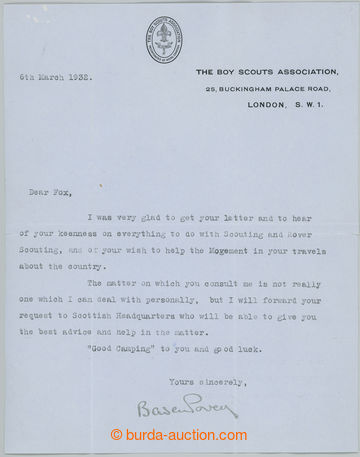 THE BOY SCOUTS ASSOCIATION
6th March 1932.
THE BOY SCOUTS ASSOCIATION,
25, BUCKINGHAM PALACE ROAD,
LONDON, S. W. 1.
Dear Fox,
I was very glad to get your letter and to hear
of your keenness on everything to do with Scouting and Rover
Scouting, and of your wish to help the Movement in your travels
about the country.
The matter on which you consult me is not really
one which I can deal with personally, but I will forward your
request to Scottish Headquarters who will be able to give you
the best advice and help in the matter.
"Good Camping" to you and good luck.
Yours sincerely,
Baden Powell
burda-auction.com